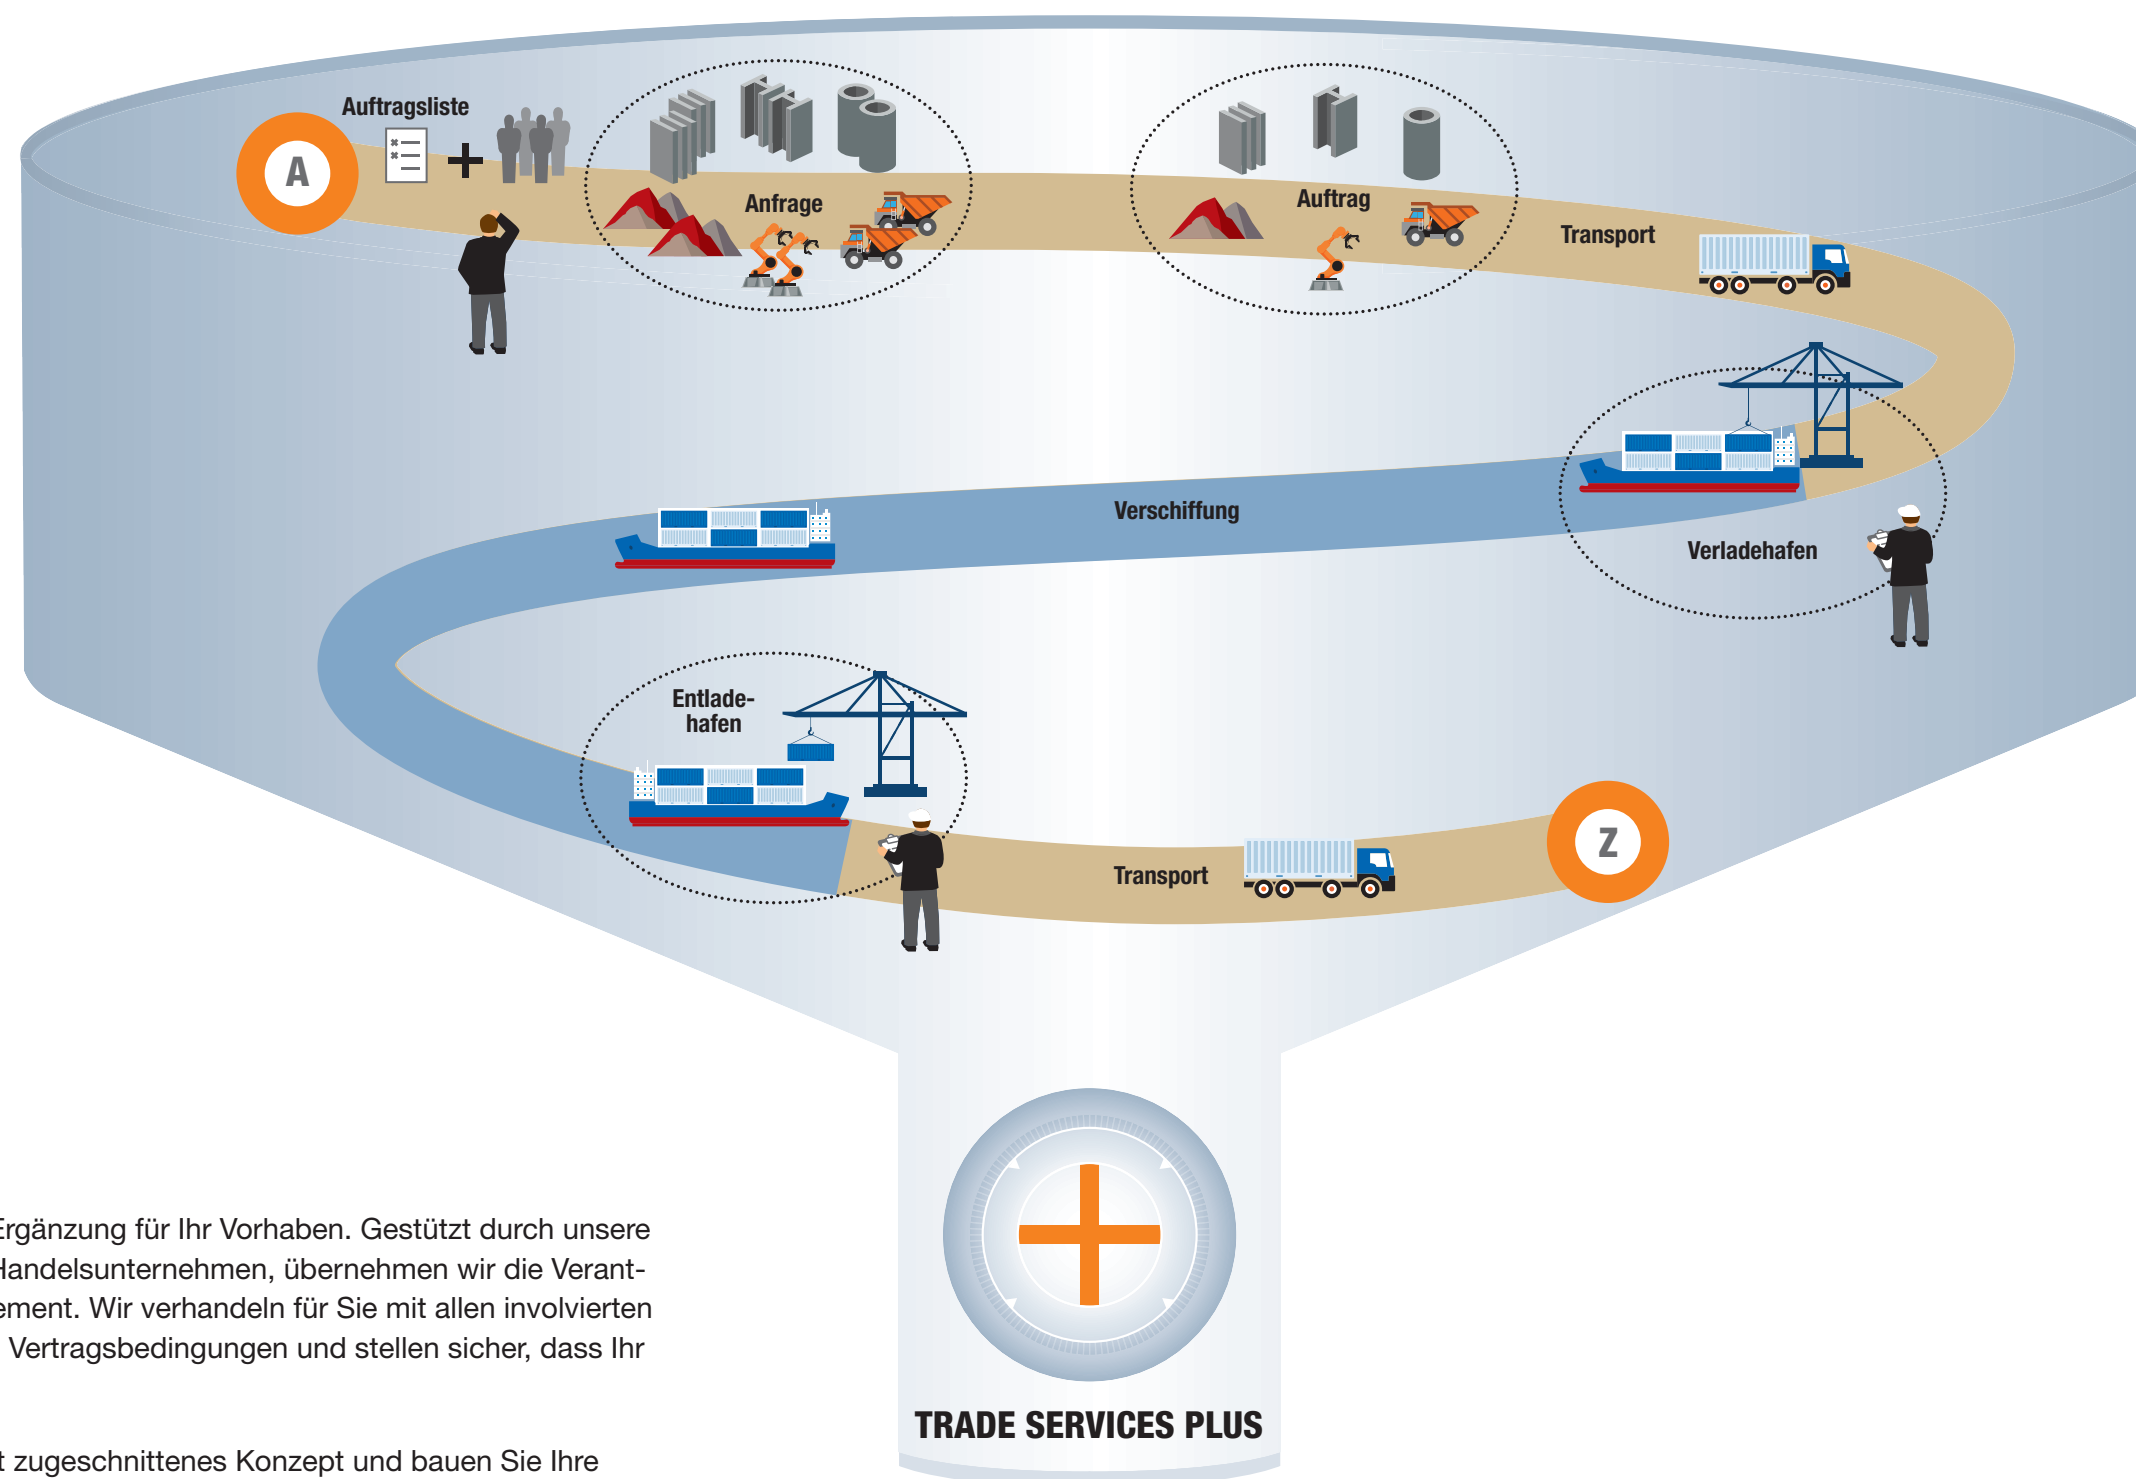 Auftragsliste
A
Anfrage
Auftrag
Transport
Verschiffung
Verladehafen
Entlade-
hafen
Transport
Z
Ergänzung für Ihr Vorhaben. Gestützt durch unsere
Handelsunternehmen, übernehmen wir die Verant-
ement. Wir verhandeln für Sie mit allen involvierten
Vertragsbedingungen und stellen sicher, dass Ihr
t zugeschnittenes Konzept und bauen Sie Ihre
TRADE SERVICES PLUS